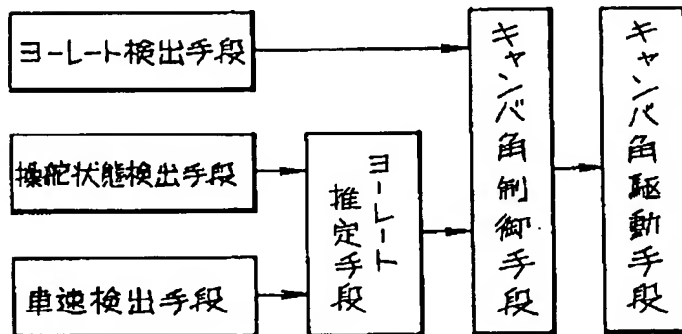 ヨーレート検出手段
操舵状態検出手段
車速検出手段
ヨーレート
推定手段
キャンバ角制御手段
キャンバ角駆動手段